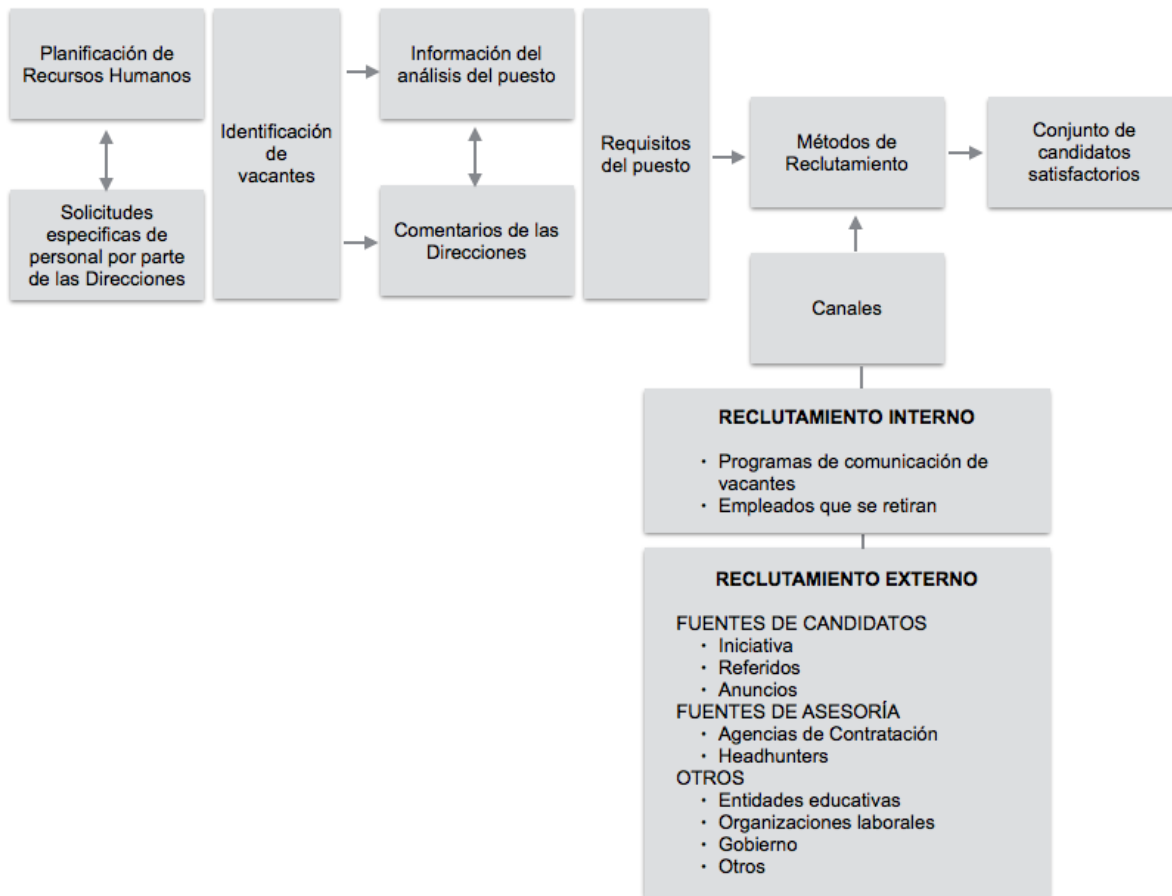 Planificación de
Recursos Humanos
Solicitudes
especificas de
personal por parte
de las Direcciones
Identificación
de
vacantes
Información del
análisis del puesto
Comentarios de las
Direcciones
Requisitos
del puesto
Métodos de
Reclutamiento
Conjunto de
candidatos
satisfactorios
Canales
RECLUTAMIENTO INTERNO
· Programas de comunicación de
vacantes
· Empleados que se retiran
RECLUTAMIENTO EXTERNO
FUENTES DE CANDIDATOS
· Iniciativa
· Referidos
· Anuncios
FUENTES DE ASESORÍA
· Agencias de Contratación
· Headhunters
OTROS
· Entidades educativas
· Organizaciones laborales
· Gobierno
· Otros